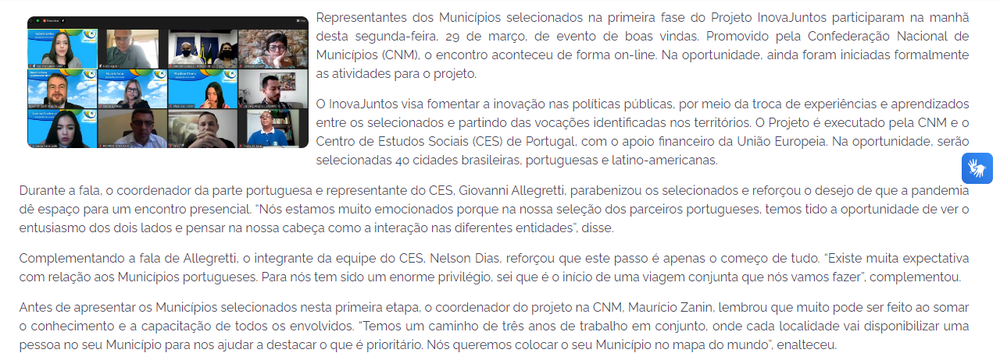 Representantes dos Municípios selecionados na primeira fase do Projeto InovaJuntos participaram na manhã
desta segunda-feira, 29 de março, de evento de boas vindas. Promovido pela Confederação Nacional de
Municípios (CNM), o encontro aconteceu de forma on-line. Na oportunidade, ainda foram iniciadas formalmente
as atividades para o projeto.
O InovaJuntos visa fomentar a inovação nas políticas públicas, por meio da troca de experiências e aprendizados
entre os selecionados e partindo das vocações identificadas nos territórios. O Projeto é executado pela CNM e o
Centro de Estudos Sociais (CES) de Portugal, com o apoio financeiro da União Europeia. Na oportunidade, serão
selecionadas 40 cidades brasileiras, portuguesas e latino-americanas.
Durante a fala, o coordenador da parte portuguesa e representante do CES, Giovanni Allegretti, parabenizou os selecionados e reforçou o desejo de que a pandemia
dê espaço para um encontro presencial. “Nós estamos muito emocionados porque na nossa seleção dos parceiros portugueses, temos tido a oportunidade de ver o
entusiasmo dos dois lados e pensar na nossa cabeça como a interação nas diferentes entidades”, disse.
Complementando a fala de Allegretti, o integrante da equipe do CES, Nelson Dias, reforçou que este passo é apenas o começo de tudo. “Existe muita expectativa
com relação aos Municípios portugueses. Para nós tem sido um enorme privilégio, sei que é o início de uma viagem conjunta que nós vamos fazer”, complementou.
Antes de apresentar os Municípios selecionados nesta primeira etapa, o coordenador do projeto na CNM, Maurício Zanin, lembrou que muito pode ser feito ao somar
o conhecimento e a capacitação de todos os envolvidos. “Temos um caminho de três anos de trabalho em conjunto, onde cada localidade vai disponibilizar uma
pessoa no seu Município para nos ajudar a destacar o que é prioritário. Nós queremos colocar o seu Município no mapa do mundo”, enalteceu.